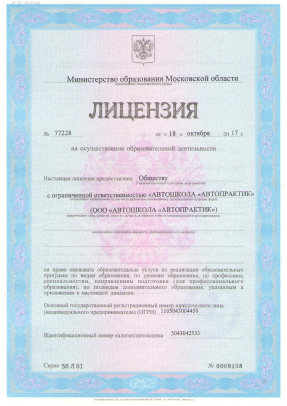 Министерство образования Московской области
ЛИЦЕНЗИЯ
№ 77228 от « 18 » октября 20 17 г.
на осуществление образовательной деятельности
Настоящая лицензия предоставлена Обществу
с ограниченной ответственностью «АВТОШКОЛА «АВТОПРАКТИК»
(ООО «АВТОШКОЛА «АВТОПРАКТИК»)
на право оказывать образовательные услуги по реализации образовательных
программ по видам образования, по уровням образования, по профессиям,
специальностям, направлениям подготовки (для профессионального
образования), по подвидам дополнительного образования, указанным в
приложении к настоящей лицензии.
Основной государственный регистрационный номер юридического лица
(индивидуального предпринимателя) (ОГРН) 1105043004450
Идентификационный номер налогоплательщика 5043042533
Серия 50 Л 01 № 0009108